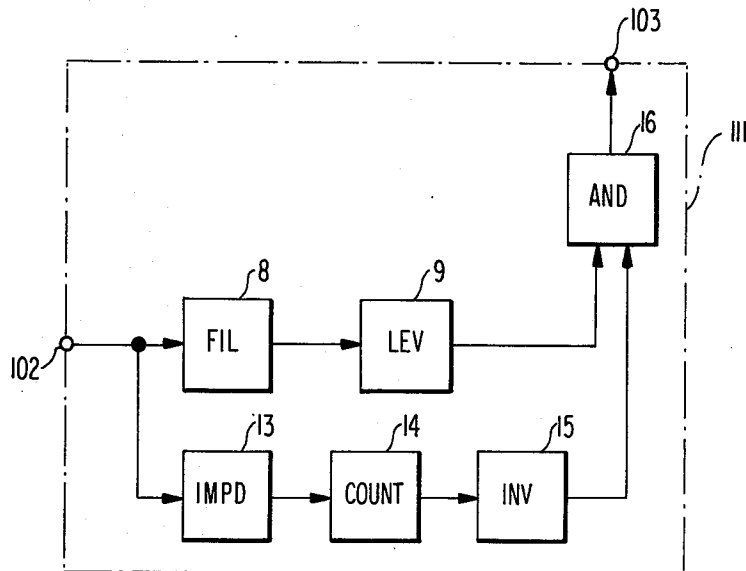 103
16
111
AND
8
9
FIL
LEV
102
13
14
15
IMPD
COUNT
INV